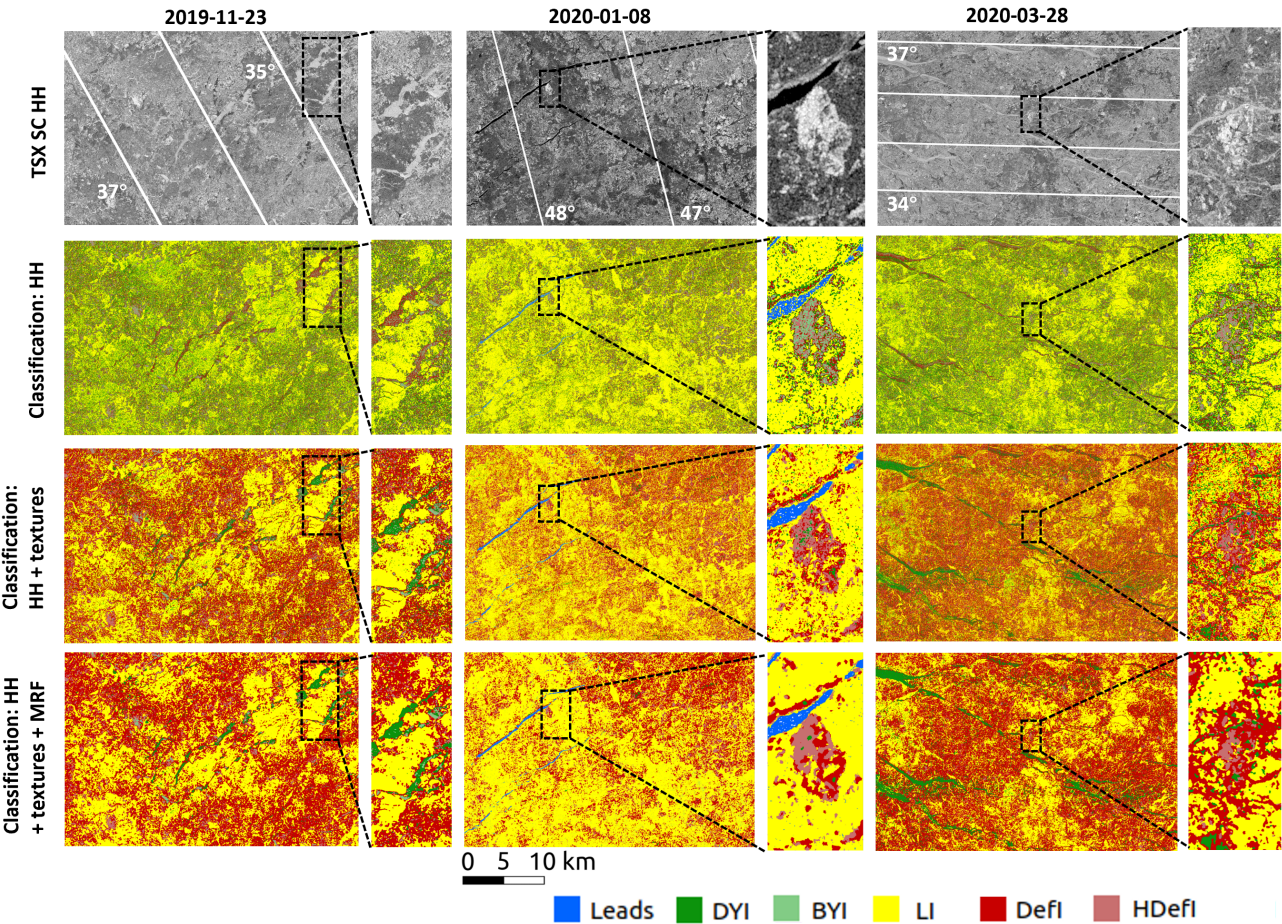 2019-11-23
2020-01-08
2020-03-28
TSX SC HH
35°
37°
48°
47°
37°
34°
Classification: HH
Classification:
HH + textures
Classification: HH
+ textures + MRF
0 5 10 km
Leads DYI BYI LI DefI HDefI